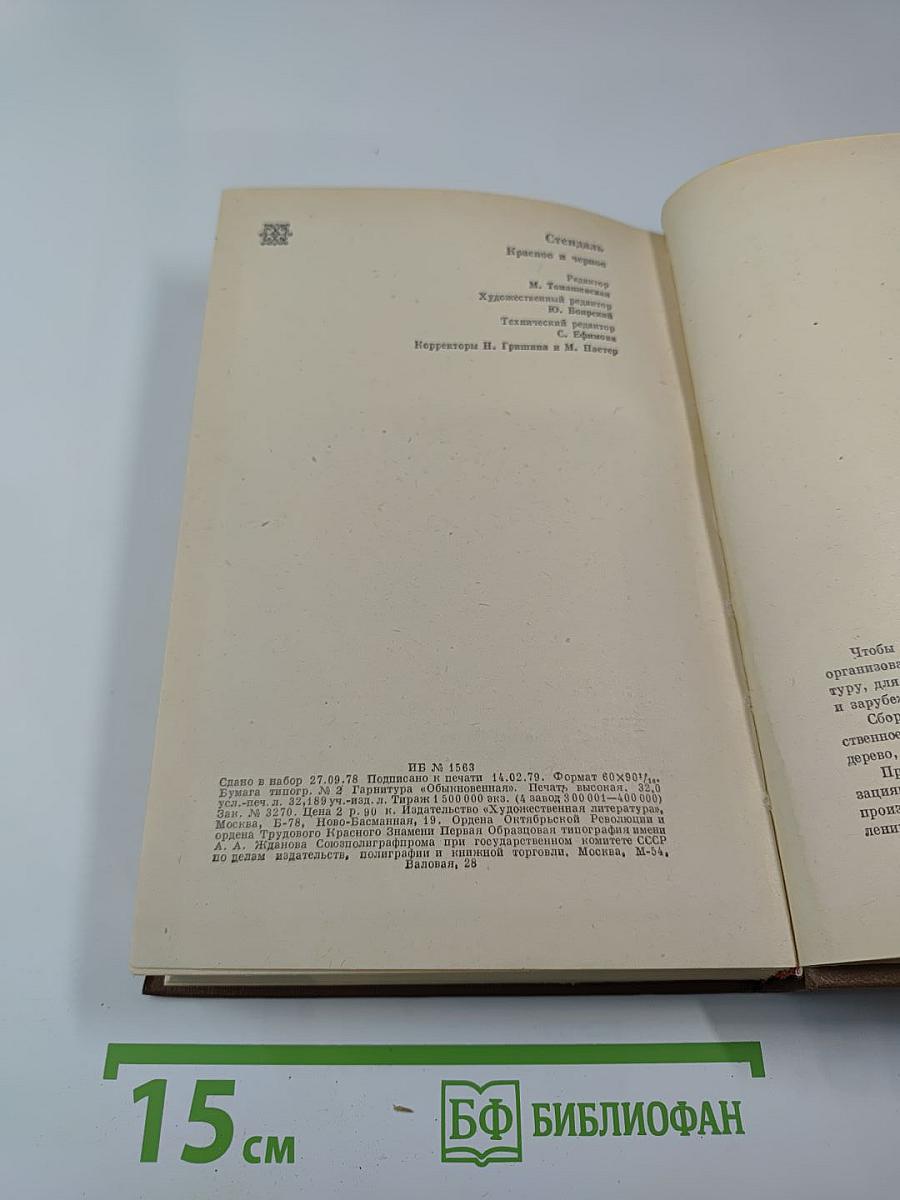 Стендаль
Красное и черное
Редактор
М. Томашевская
Художественный редактор
Ю. Боярский
Технический редактор
С. Ефимова
Корректоры Н. Гришина и М. Пастер
ИБ № 1563
Сдано в набор 27.09.78 Подписано к печати 14.02.79. Формат 60×90¹/₁₆.
Бумага типогр. № 2 Гарнитура «Обыкновенная». Печать высокая. 32,0
усл.-печ. л. 32,189 уч.-изд. л. Тираж 1 500 000 экз. (4 завод 300 001—400 000)
Зак. № 3270. Цена 2 р. 90 к. Издательство «Художественная литература»,
Москва, Б-78, Ново-Басманная, 19. Ордена Октябрьской Революции и
ордена Трудового Красного Знамени Первая Образцовая типография имени
А. А. Жданова Союзполиграфпрома при государственном комитете СССР
по делам издательств, полиграфии и книжной торговли. Москва, М-54,
Валовая, 28
Чтобы
организова
туру, для
и зарубеж
Сбор
ственное
дерево,
Пр
зация
произ
лени
15 см
БФ БИБЛИОФАН